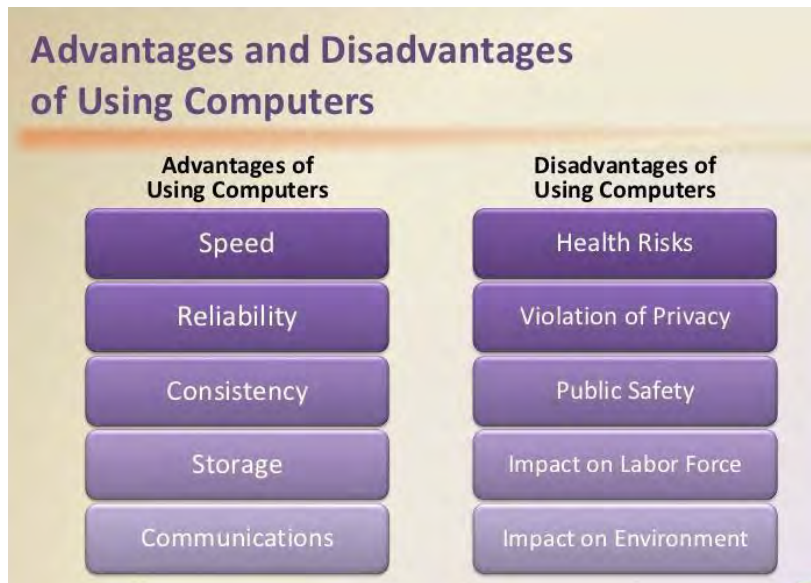 Advantages and Disadvantages
of Using Computers
Advantages of
Using Computers
Speed
Reliability
Consistency
Storage
Communications
Disadvantages of
Using Computers
Health Risks
Violation of Privacy
Public Safety
Impact on Labor Force
Impact on Environment